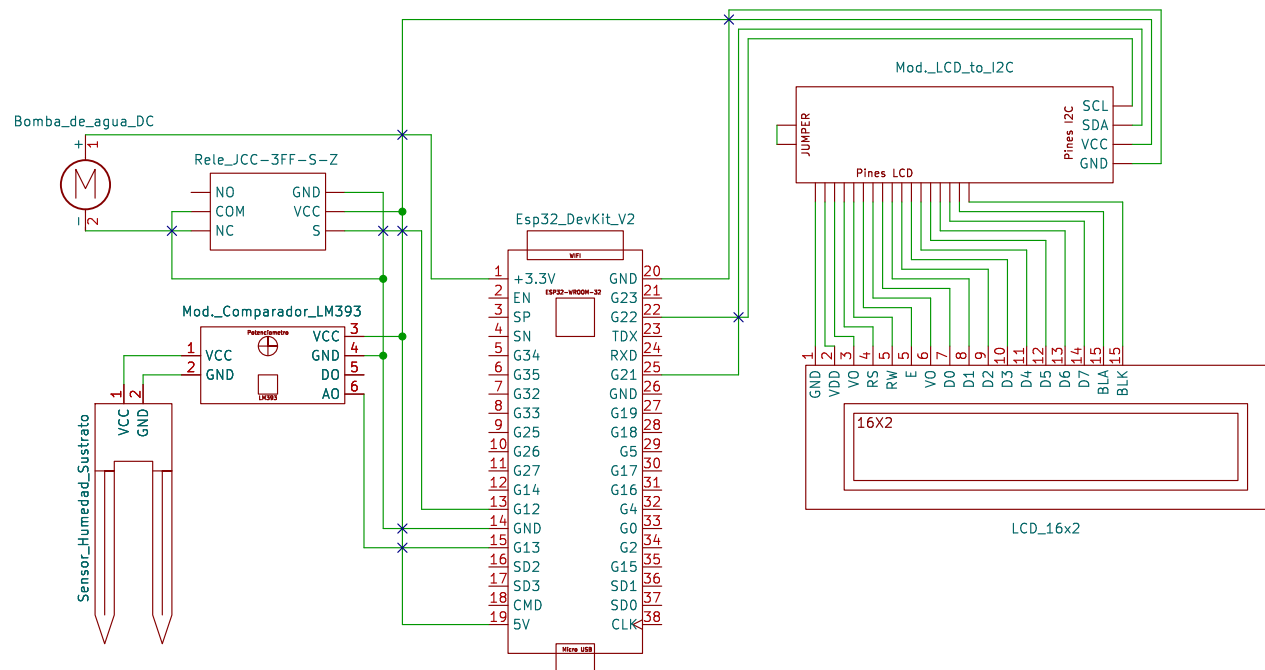 Bomba_de_agua_DC
+
1
M
-
2
Rele_JCC-3FF-S-Z
NO
COM
NC
GND
VCC
S
Mod._Comparador_LM393
Potenciometro
LM393
1
VCC
2
GND
VCC
3
GND
4
DO
5
AO
6
1
2
VCC
GND
Sensor_Humedad_Sustrato
Esp32_DevKit_V2
WIFI
ESP32-WROOM-32
1 +3.3V
2 EN
3 SP
4 SN
5 G34
6 G35
7 G32
8 G33
9 G25
10 G26
11 G27
12 G14
13 G12
14 GND
15 G13
16 SD2
17 SD3
18 CMD
19 5V
GND 20
G23 21
G22 22
TDX 23
RXD 24
G21 25
GND 26
G19 27
G18 28
G5 29
G17 30
G16 31
G4 32
G0 33
G2 34
G15 35
SD1 36
SD0 37
CLK 38
Micro USB
Mod._LCD_to_I2C
JUMPER
Pines LCD
Pines I2C
SCL
SDA
VCC
GND
1 GND
2 VDD
3 VO
4 RS
5 RW
5 E
6 VO
7 D0
8 D1
9 D2
10 D3
11 D4
12 D5
13 D6
14 D7
15 BLA
15 BLK
16X2
LCD_16x2